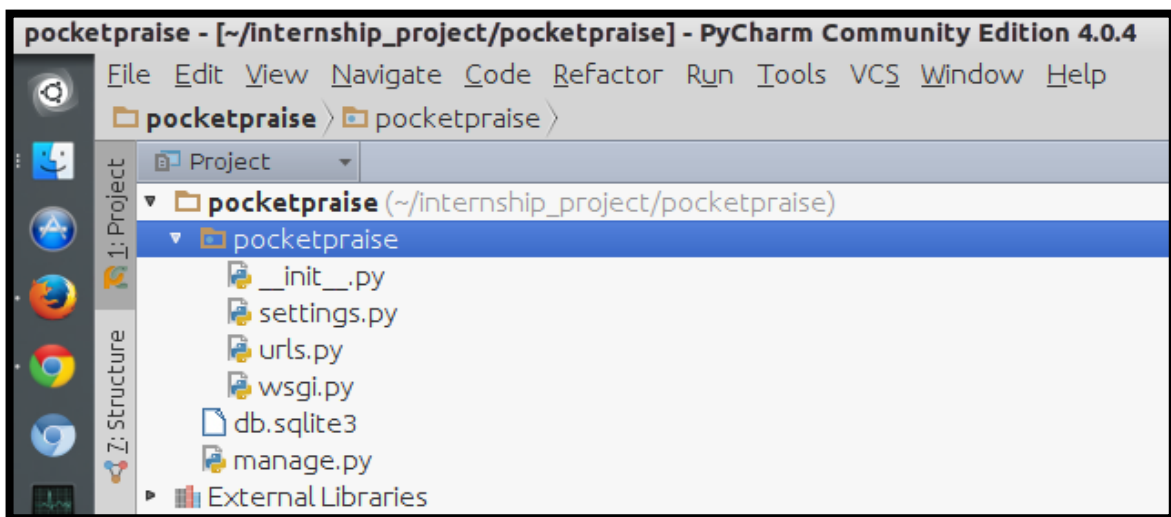 pocketpraise - [~/internship_project/pocketpraise] - PyCharm Community Edition 4.0.4
File Edit View Navigate Code Refactor Run Tools VCS Window Help
pocketpraise pocketpraise
Project
1: Project
pocketpraise (~/internship_project/pocketpraise)
pocketpraise
__init__.py
settings.py
urls.py
wsgi.py
7: Structure
db.sqlite3
manage.py
External Libraries